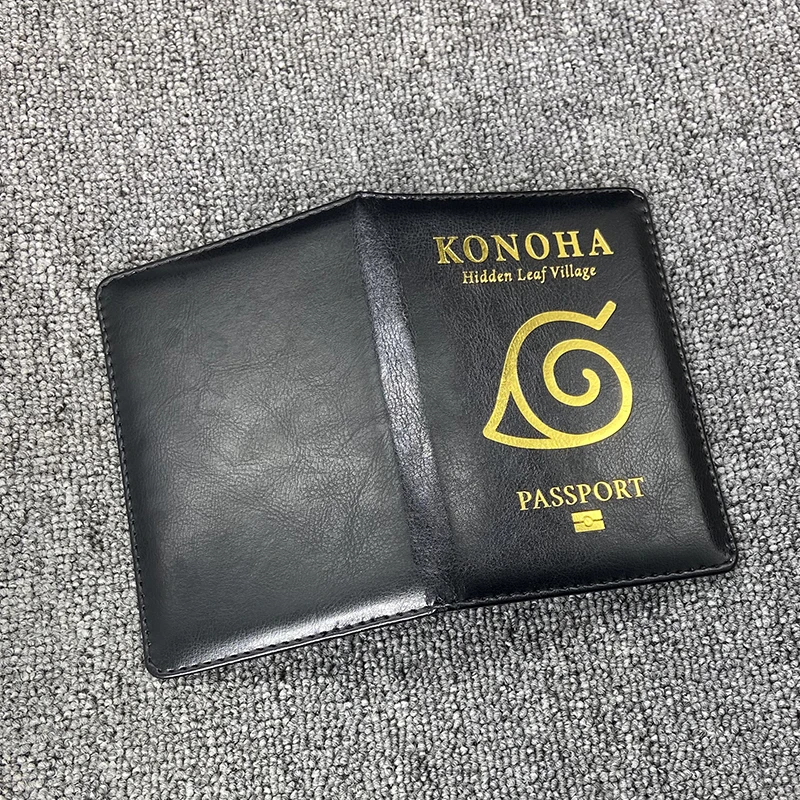 KONOHA
Hidden Leaf Village
PASSPORT